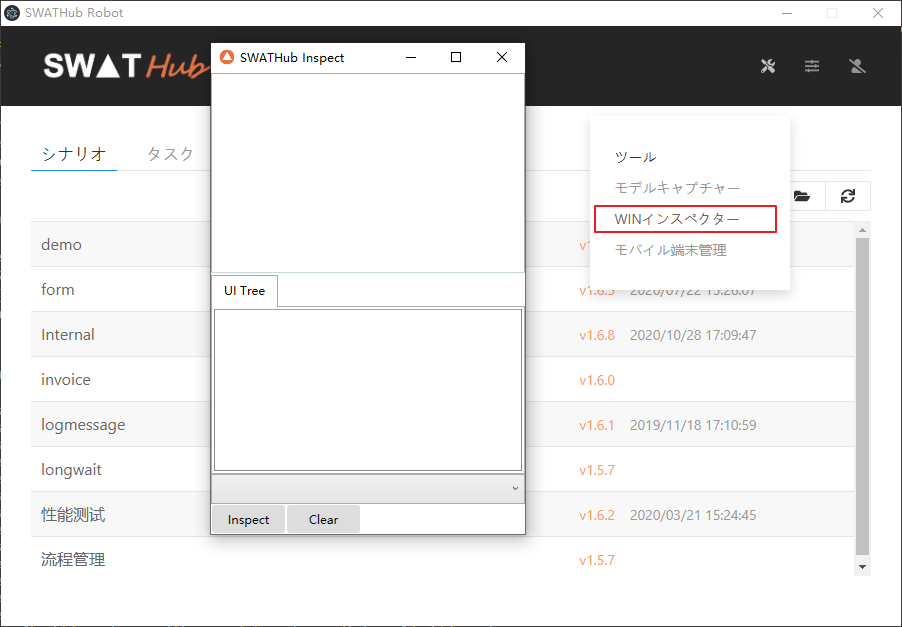 SWATHub Robot
SWAT Hub
シナリオ
タスク
SWATHub Inspect
UI Tree
Inspect
Clear
ツール
モデルキャプチャー
WINインスペクター
モバイル端末管理
demo
form
2020/07/22 15:26:07
Internal v1.6.8 2020/10/28 17:09:47
invoice v1.6.0
logmessage v1.6.1 2019/11/18 17:10:59
longwait v1.5.7
性能测试 v1.6.2 2020/03/21 15:24:45
流程管理 v1.5.7